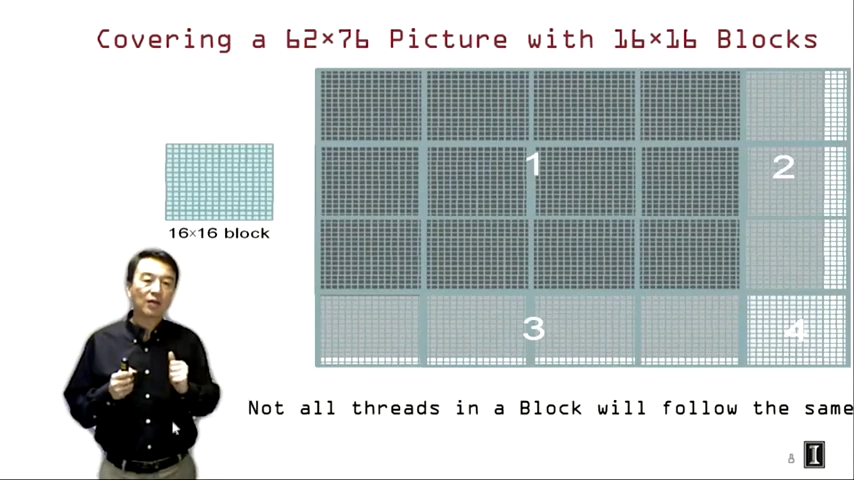 Covering a 62×76 Picture with 16×16 Blocks
1
2
16×16 block
3
4
Not all threads in a Block will follow the same
8
I